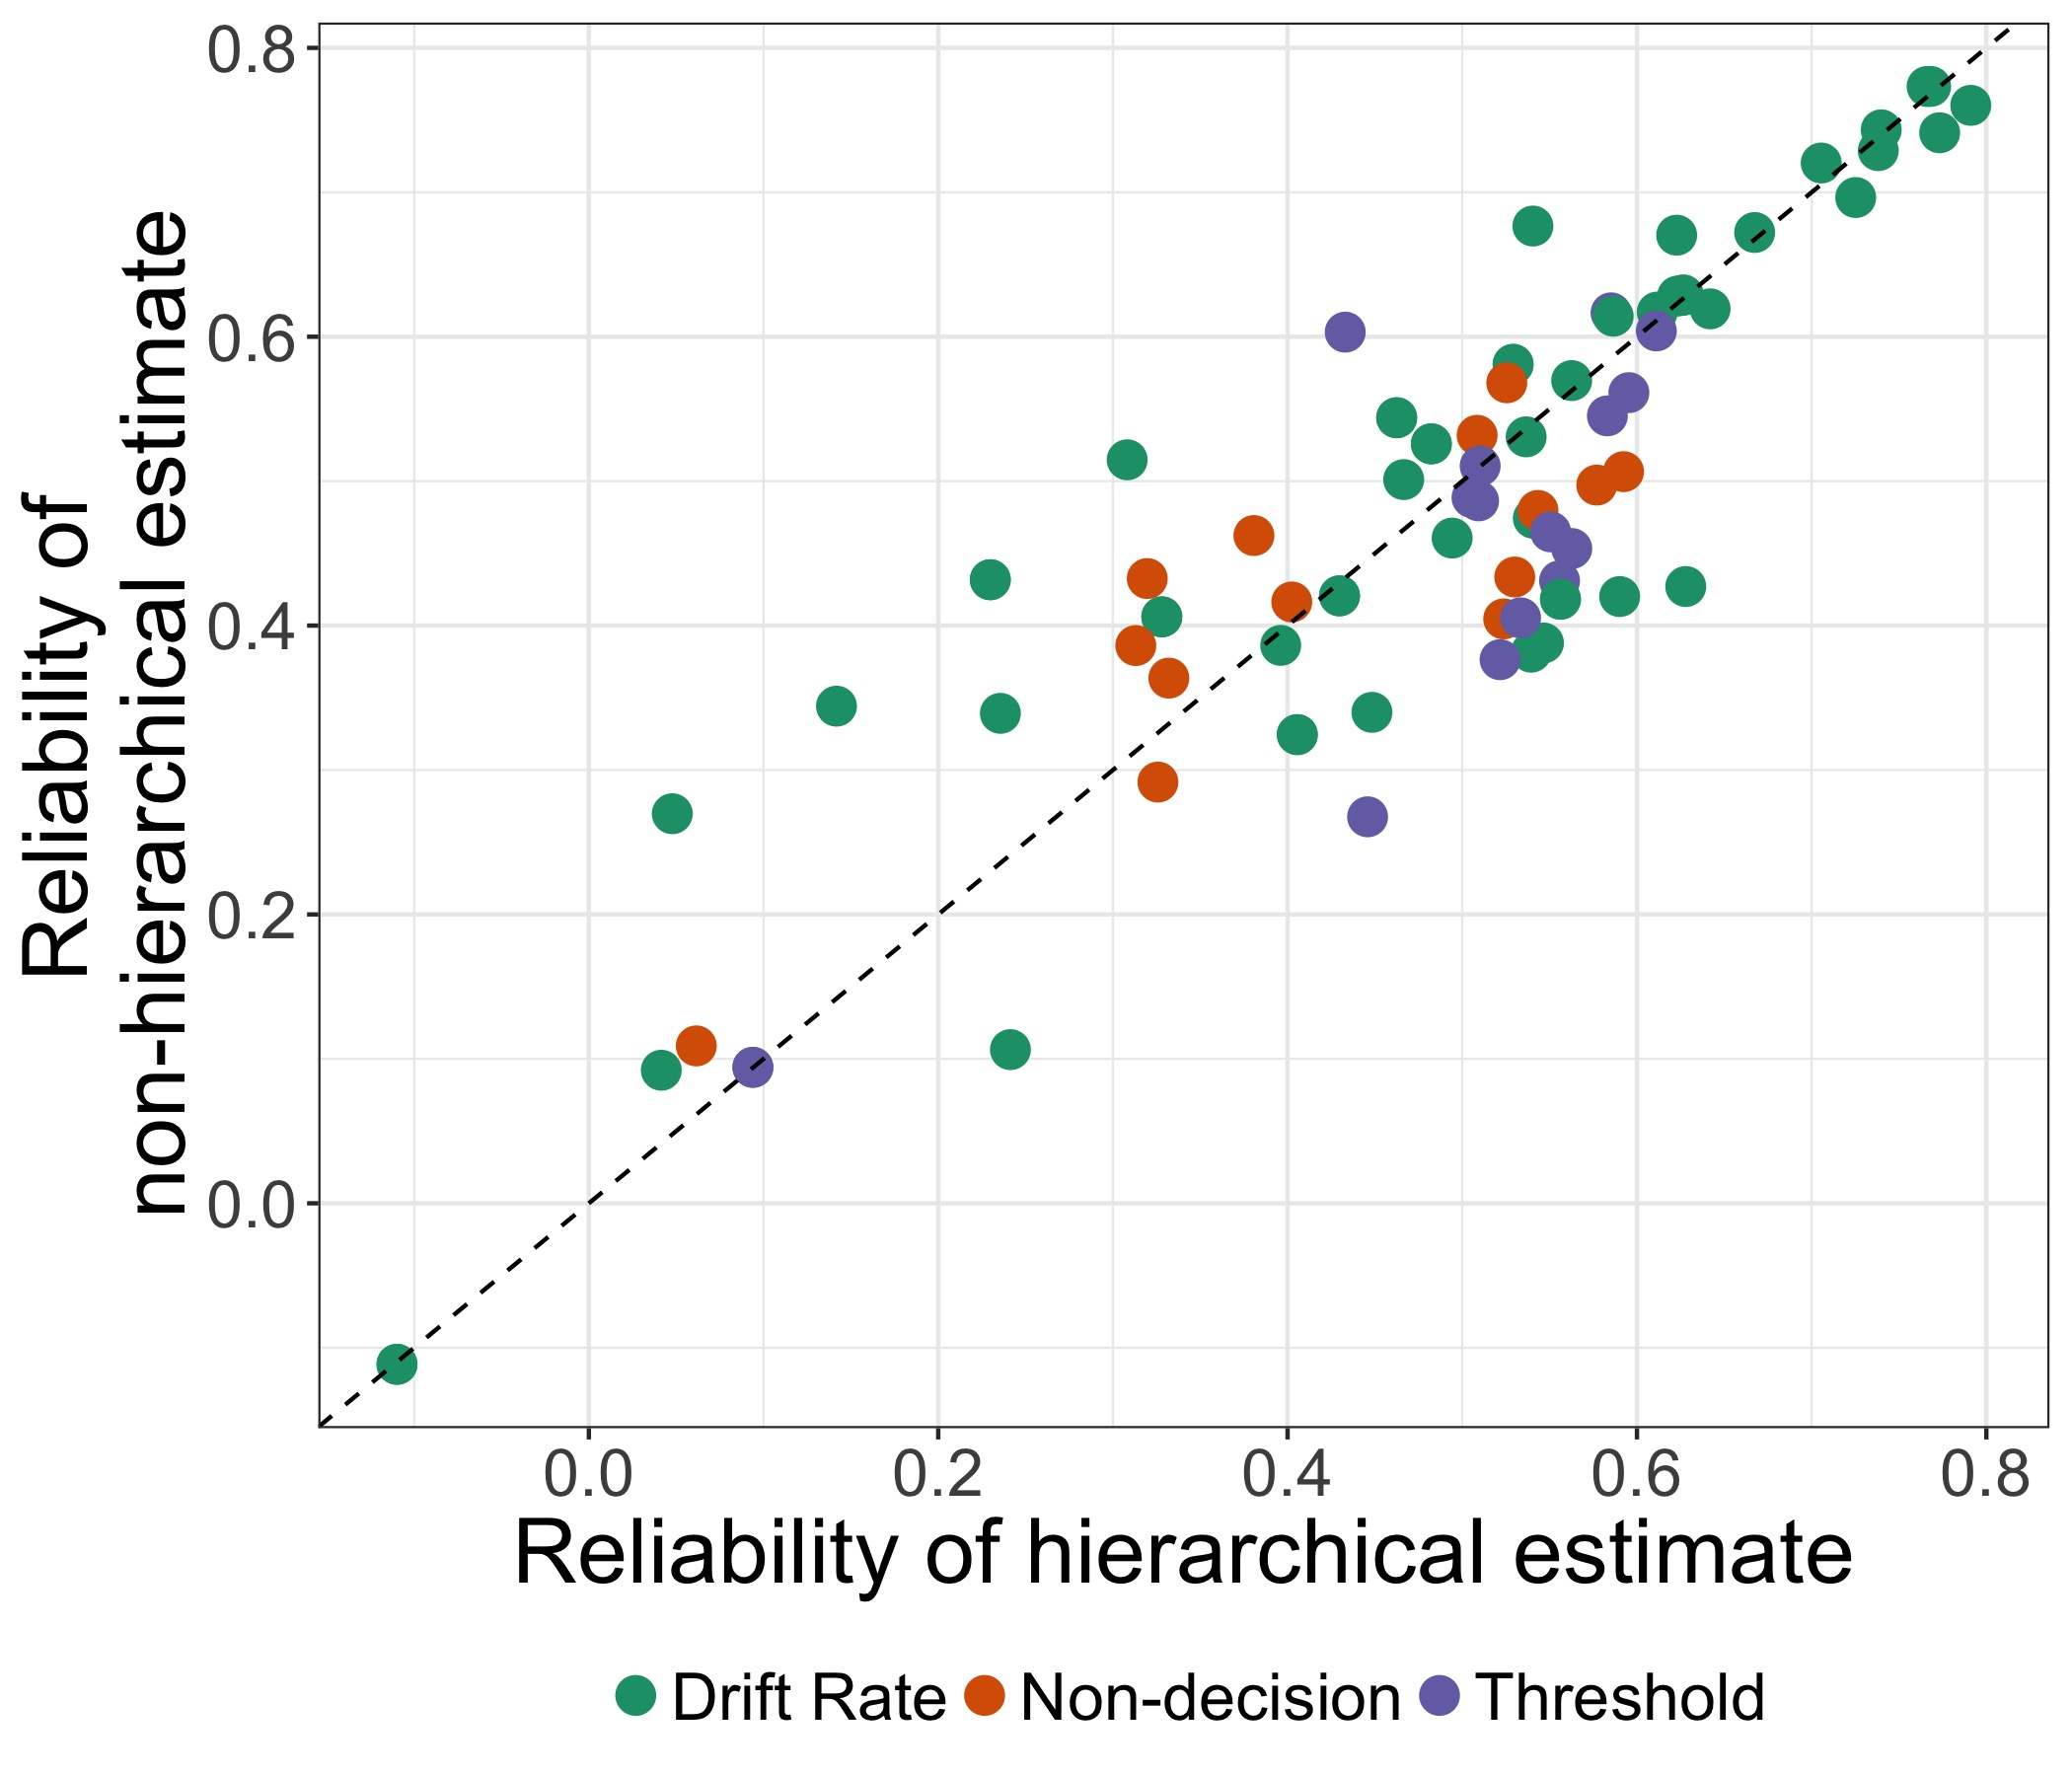 Reliability of
non-hierarchical estimate
0.8
0.6
0.4
0.2
0.0
0.0 0.2 0.4 0.6 0.8
Reliability of hierarchical estimate
Drift Rate Non-decision Threshold